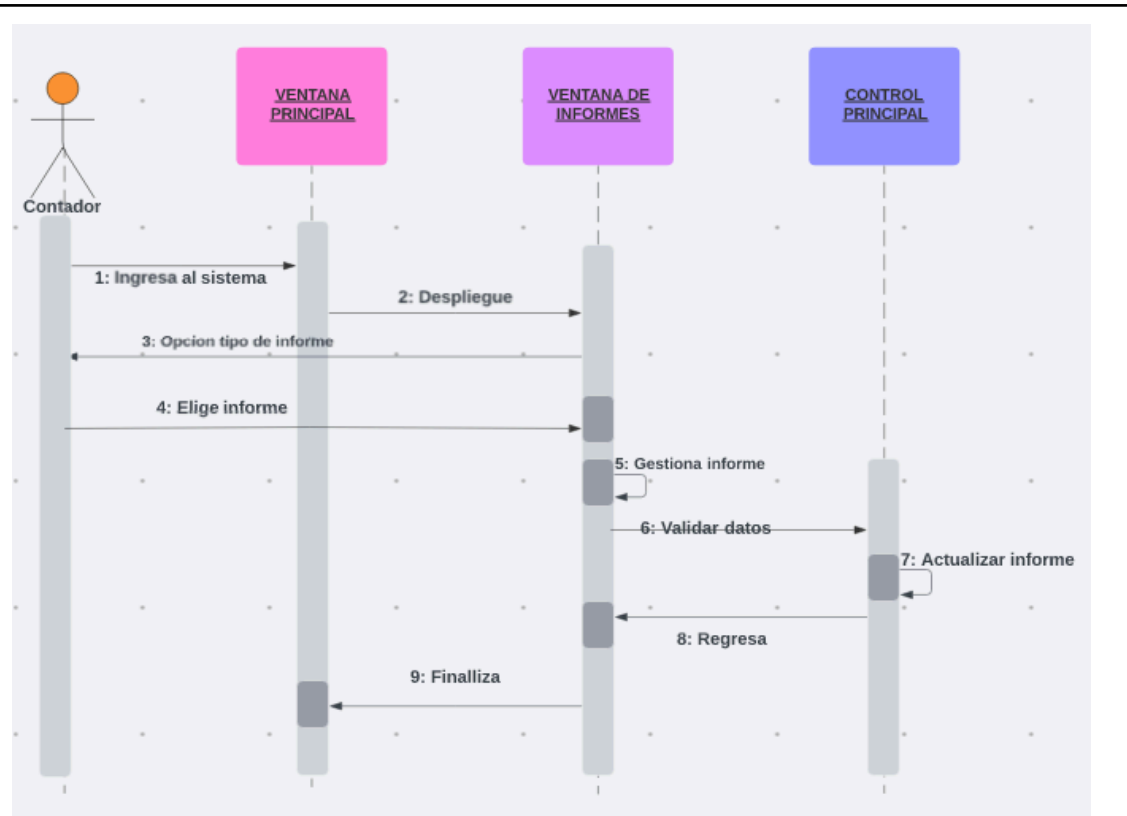 VENTANA
PRINCIPAL
VENTANA DE
INFORMES
CONTROL
PRINCIPAL
Contador
1: Ingresa al sistema
2: Despliegue
3: Opcion tipo de informe
4: Elige informe
5: Gestiona informe
6: Validar datos
7: Actualizar informe
8: Regresa
9: Finalliza